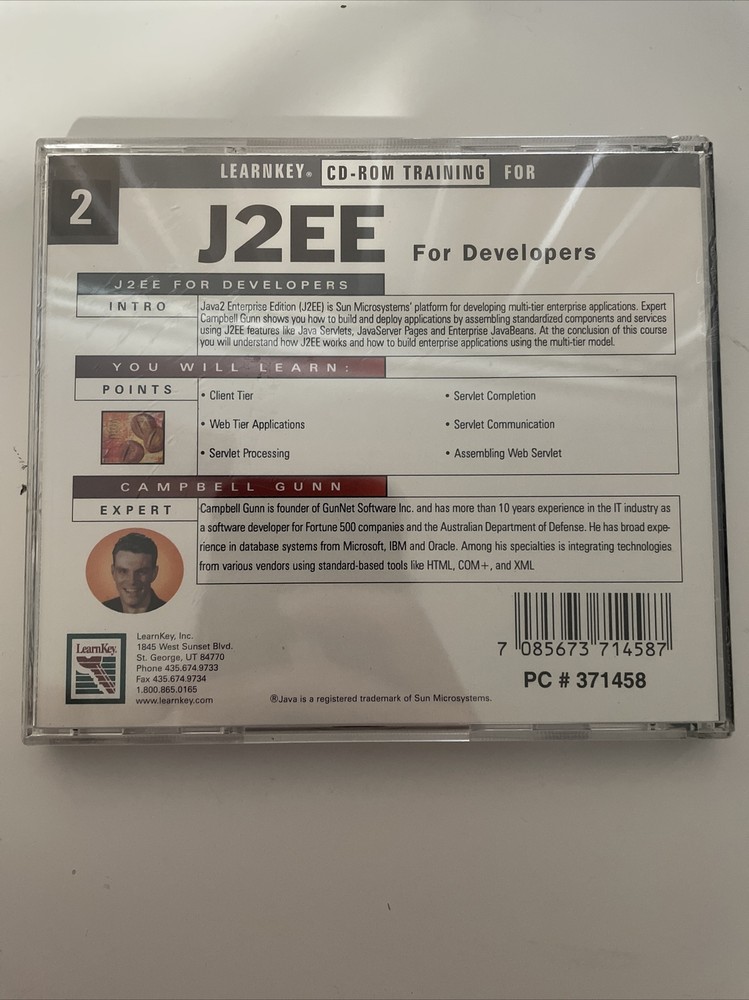 LEARNKEY® CD-ROM TRAINING FOR
2
J2EE For Developers
J2EE FOR DEVELOPERS
INTRO
Java2 Enterprise Edition (J2EE) is Sun Microsystems' platform for developing multi-tier enterprise applications. Expert
Campbell Gunn shows you how to build and deploy applications by assembling standardized components and services
using J2EE features like Java Servlets, JavaServer Pages and Enterprise JavaBeans. At the conclusion of this course
you will understand how J2EE works and how to build enterprise applications using the multi-tier model.
YOU WILL LEARN:
POINTS
• Client Tier
• Web Tier Applications
• Servlet Processing
• Servlet Completion
• Servlet Communication
• Assembling Web Servlet
CAMPBELL GUNN
EXPERT
Campbell Gunn is founder of GunNet Software Inc. and has more than 10 years experience in the IT industry as
a software developer for Fortune 500 companies and the Australian Department of Defense. He has broad expe-
rience in database systems from Microsoft, IBM and Oracle. Among his specialties is integrating technologies
from various vendors using standard-based tools like HTML, COM+, and XML
LearnKey.
LearnKey, Inc.
1845 West Sunset Blvd.
St. George, UT 84770
Phone 435.674.9733
Fax 435.674.9734
1.800.865.0165
www.learnkey.com
®Java is a registered trademark of Sun Microsystems.
7 085673 714587
PC # 371458